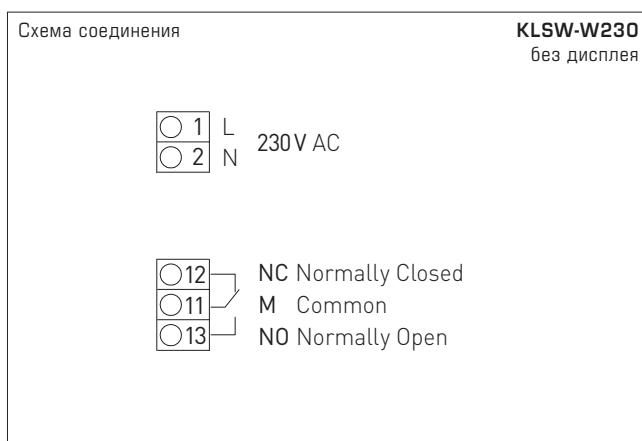 Схема соединения
KLSW-W230
без дисплея
1 L
230 V AC
2 N
12 NC Normally Closed
11 M Common
13 NO Normally Open